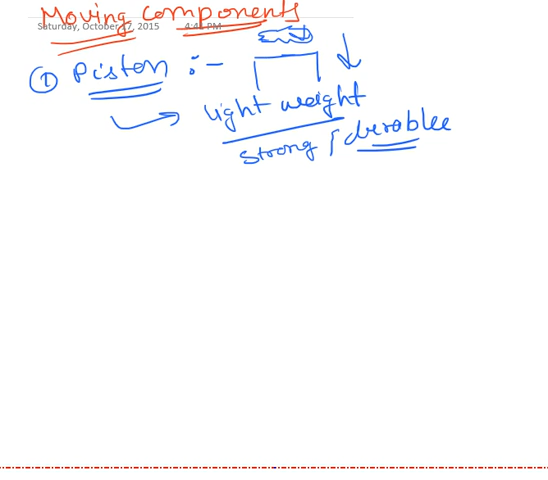 Moving components
Saturday, October 17, 2015 4:41 PM
① Piston :-
light weight
strong / durablee